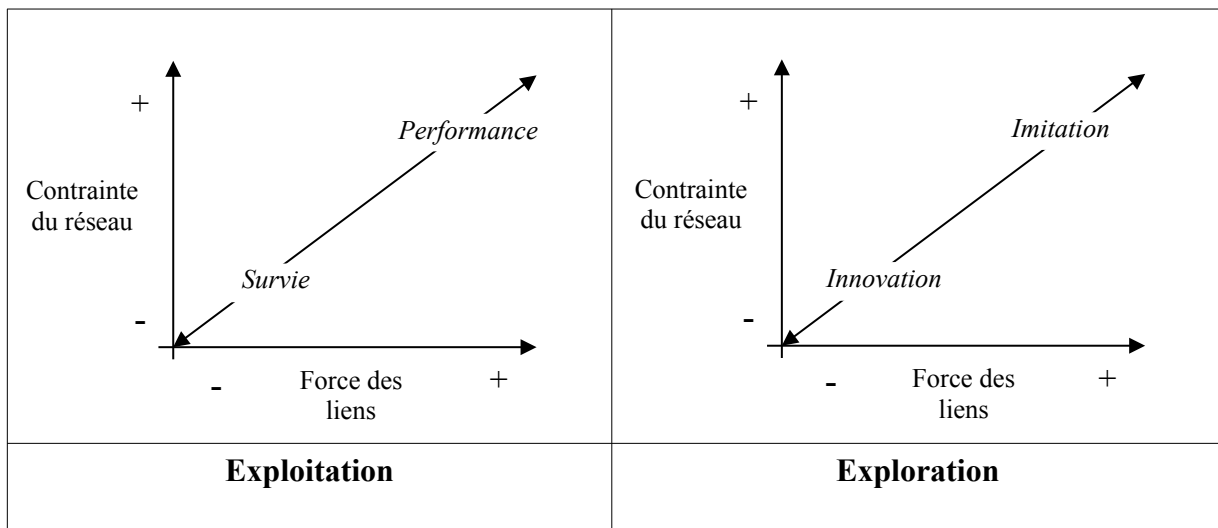 +
Performance
Contrainte
du réseau
Survie
-
-
Force des
liens
+
Exploitation
+
Imitation
Contrainte
du réseau
Innovation
-
-
Force des
liens
+
Exploration